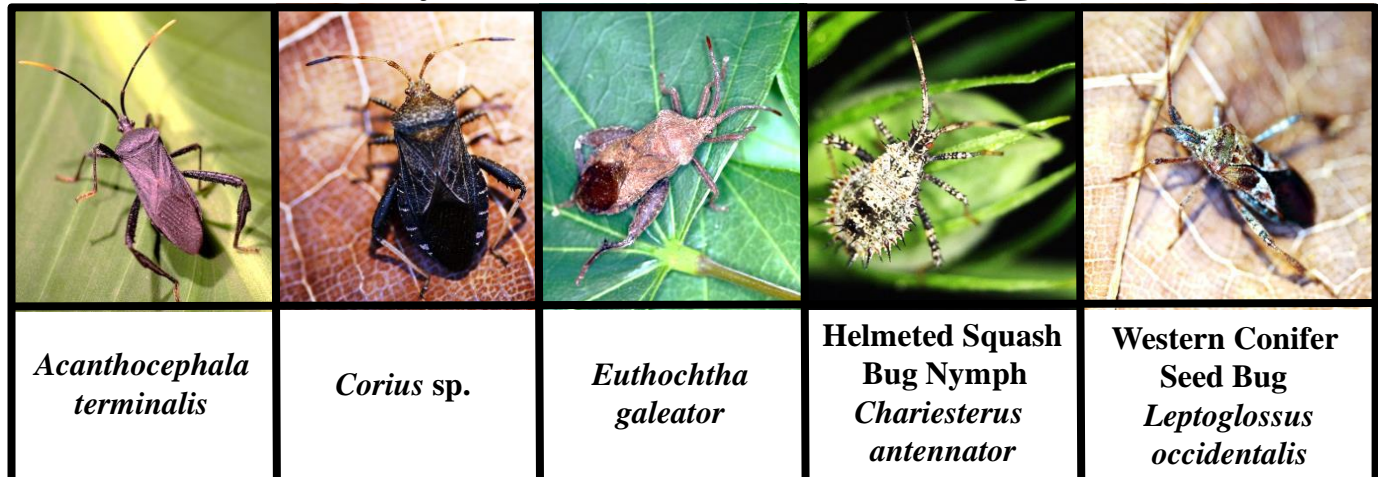 Acanthocephala
terminalis
Corius sp.
Euthochtha
galeator
Helmeted Squash
Bug Nymph
Chariesterus
antennator
Western Conifer
Seed Bug
Leptoglossus
occidentalis